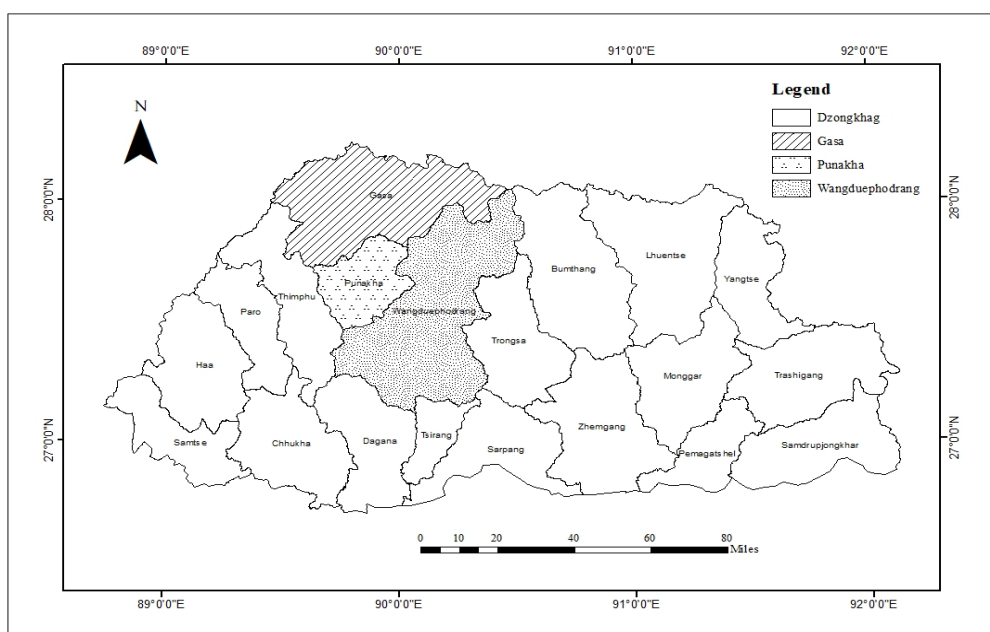 89°0'0"E 90°0'0"E 91°0'0"E 92°0'0"E
N
Legend
Dzongkhag
Gasa
Punakha
Wangduephodrang
28°0'0"N
28°0'0"N
Gasa
Punakha
Thimphu
Paro
Haa
Wangduephodrang
Bumthang
Lhuentse
Yangtse
Trongsa
Monggar
Trashigang
Samtse
Chhukha
Dagana
Tsirang
Sarpang
Zhemgang
Pemagatshel
Samdrupjongkhar
27°0'0"N
27°0'0"N
0 10 20 40 60 80
Miles
89°0'0"E 90°0'0"E 91°0'0"E 92°0'0"E